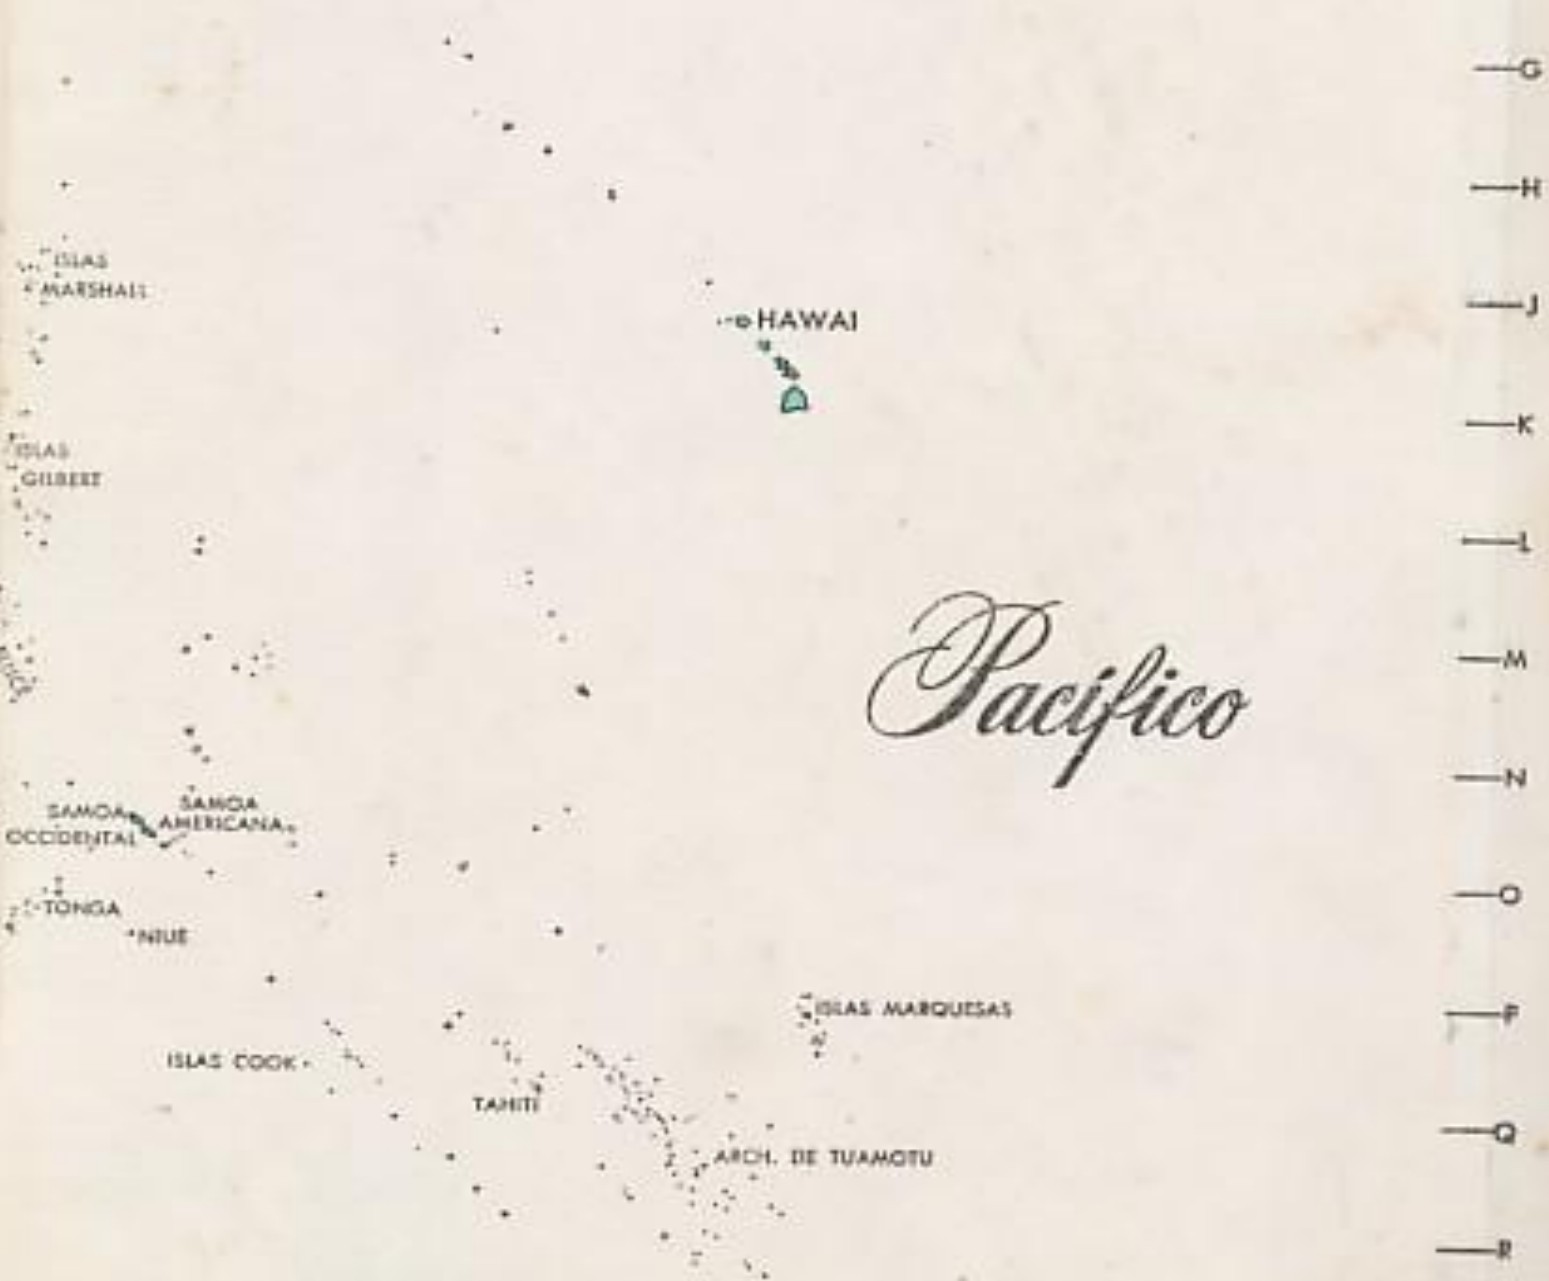 G
H
ISLAS
MARSHALL
HAWAI
J
K
ISLAS
GILBERT
L
Pacífico
M
N
SAMOA
OCCIDENTAL
SAMOA
AMERICANA
O
TONGA
NIUE
ISLAS MARQUESAS
P
ISLAS COOK
TAHITI
Q
ARCH. DE TUAMOTU
R